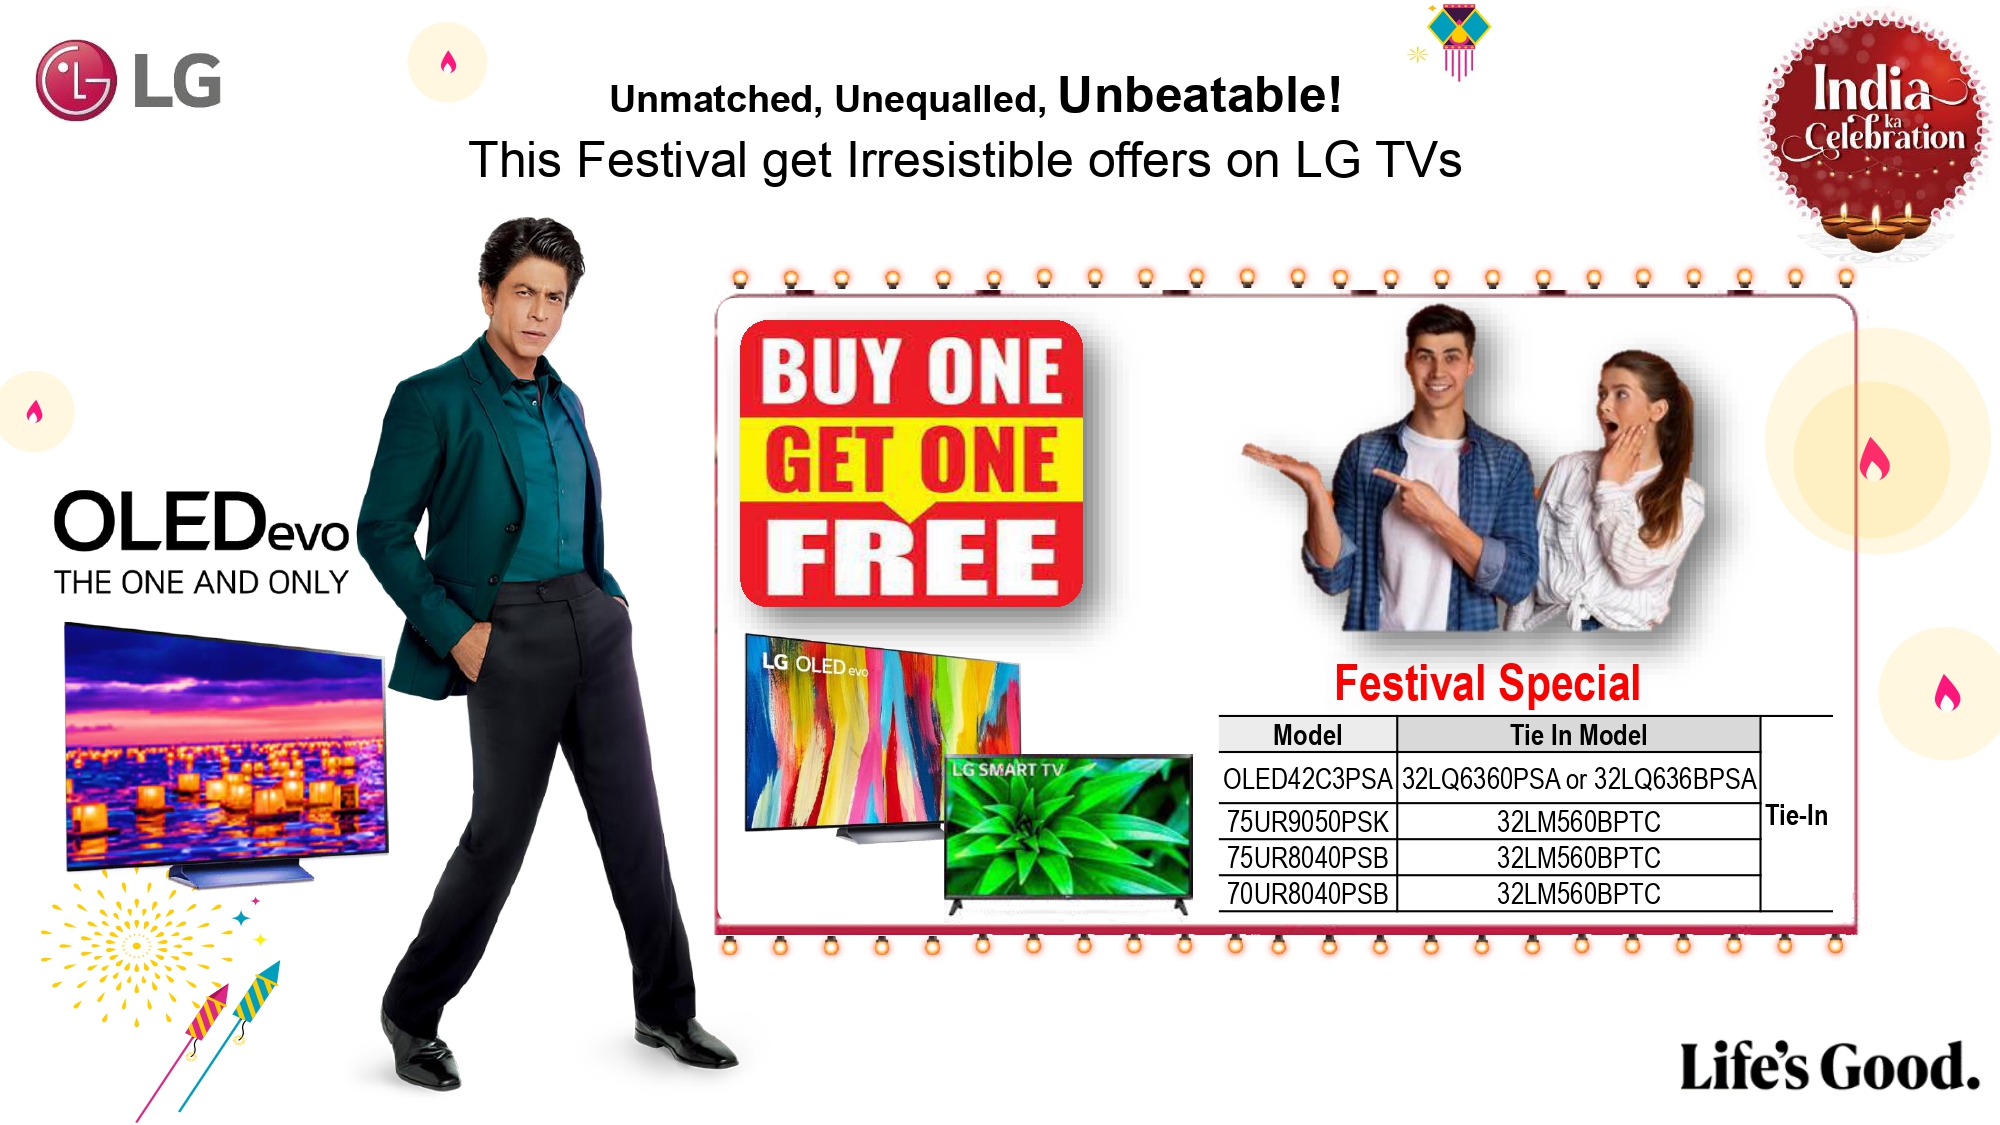 LG
Unmatched, Unequalled, Unbeatable!
This Festival get Irresistible offers on LG TVs
India
ka
Celebration
OLED evo
THE ONE AND ONLY
BUY ONE
GET ONE
FREE
LG OLED evo
LG SMART TV
Festival Special
Model Tie In Model
OLED42C3PSA 32LQ6360PSA or 32LQ636BPSA
75UR9050PSK 32LM560BPTC
Tie-In
75UR8040PSB 32LM560BPTC
70UR8040PSB 32LM560BPTC
Life's Good.